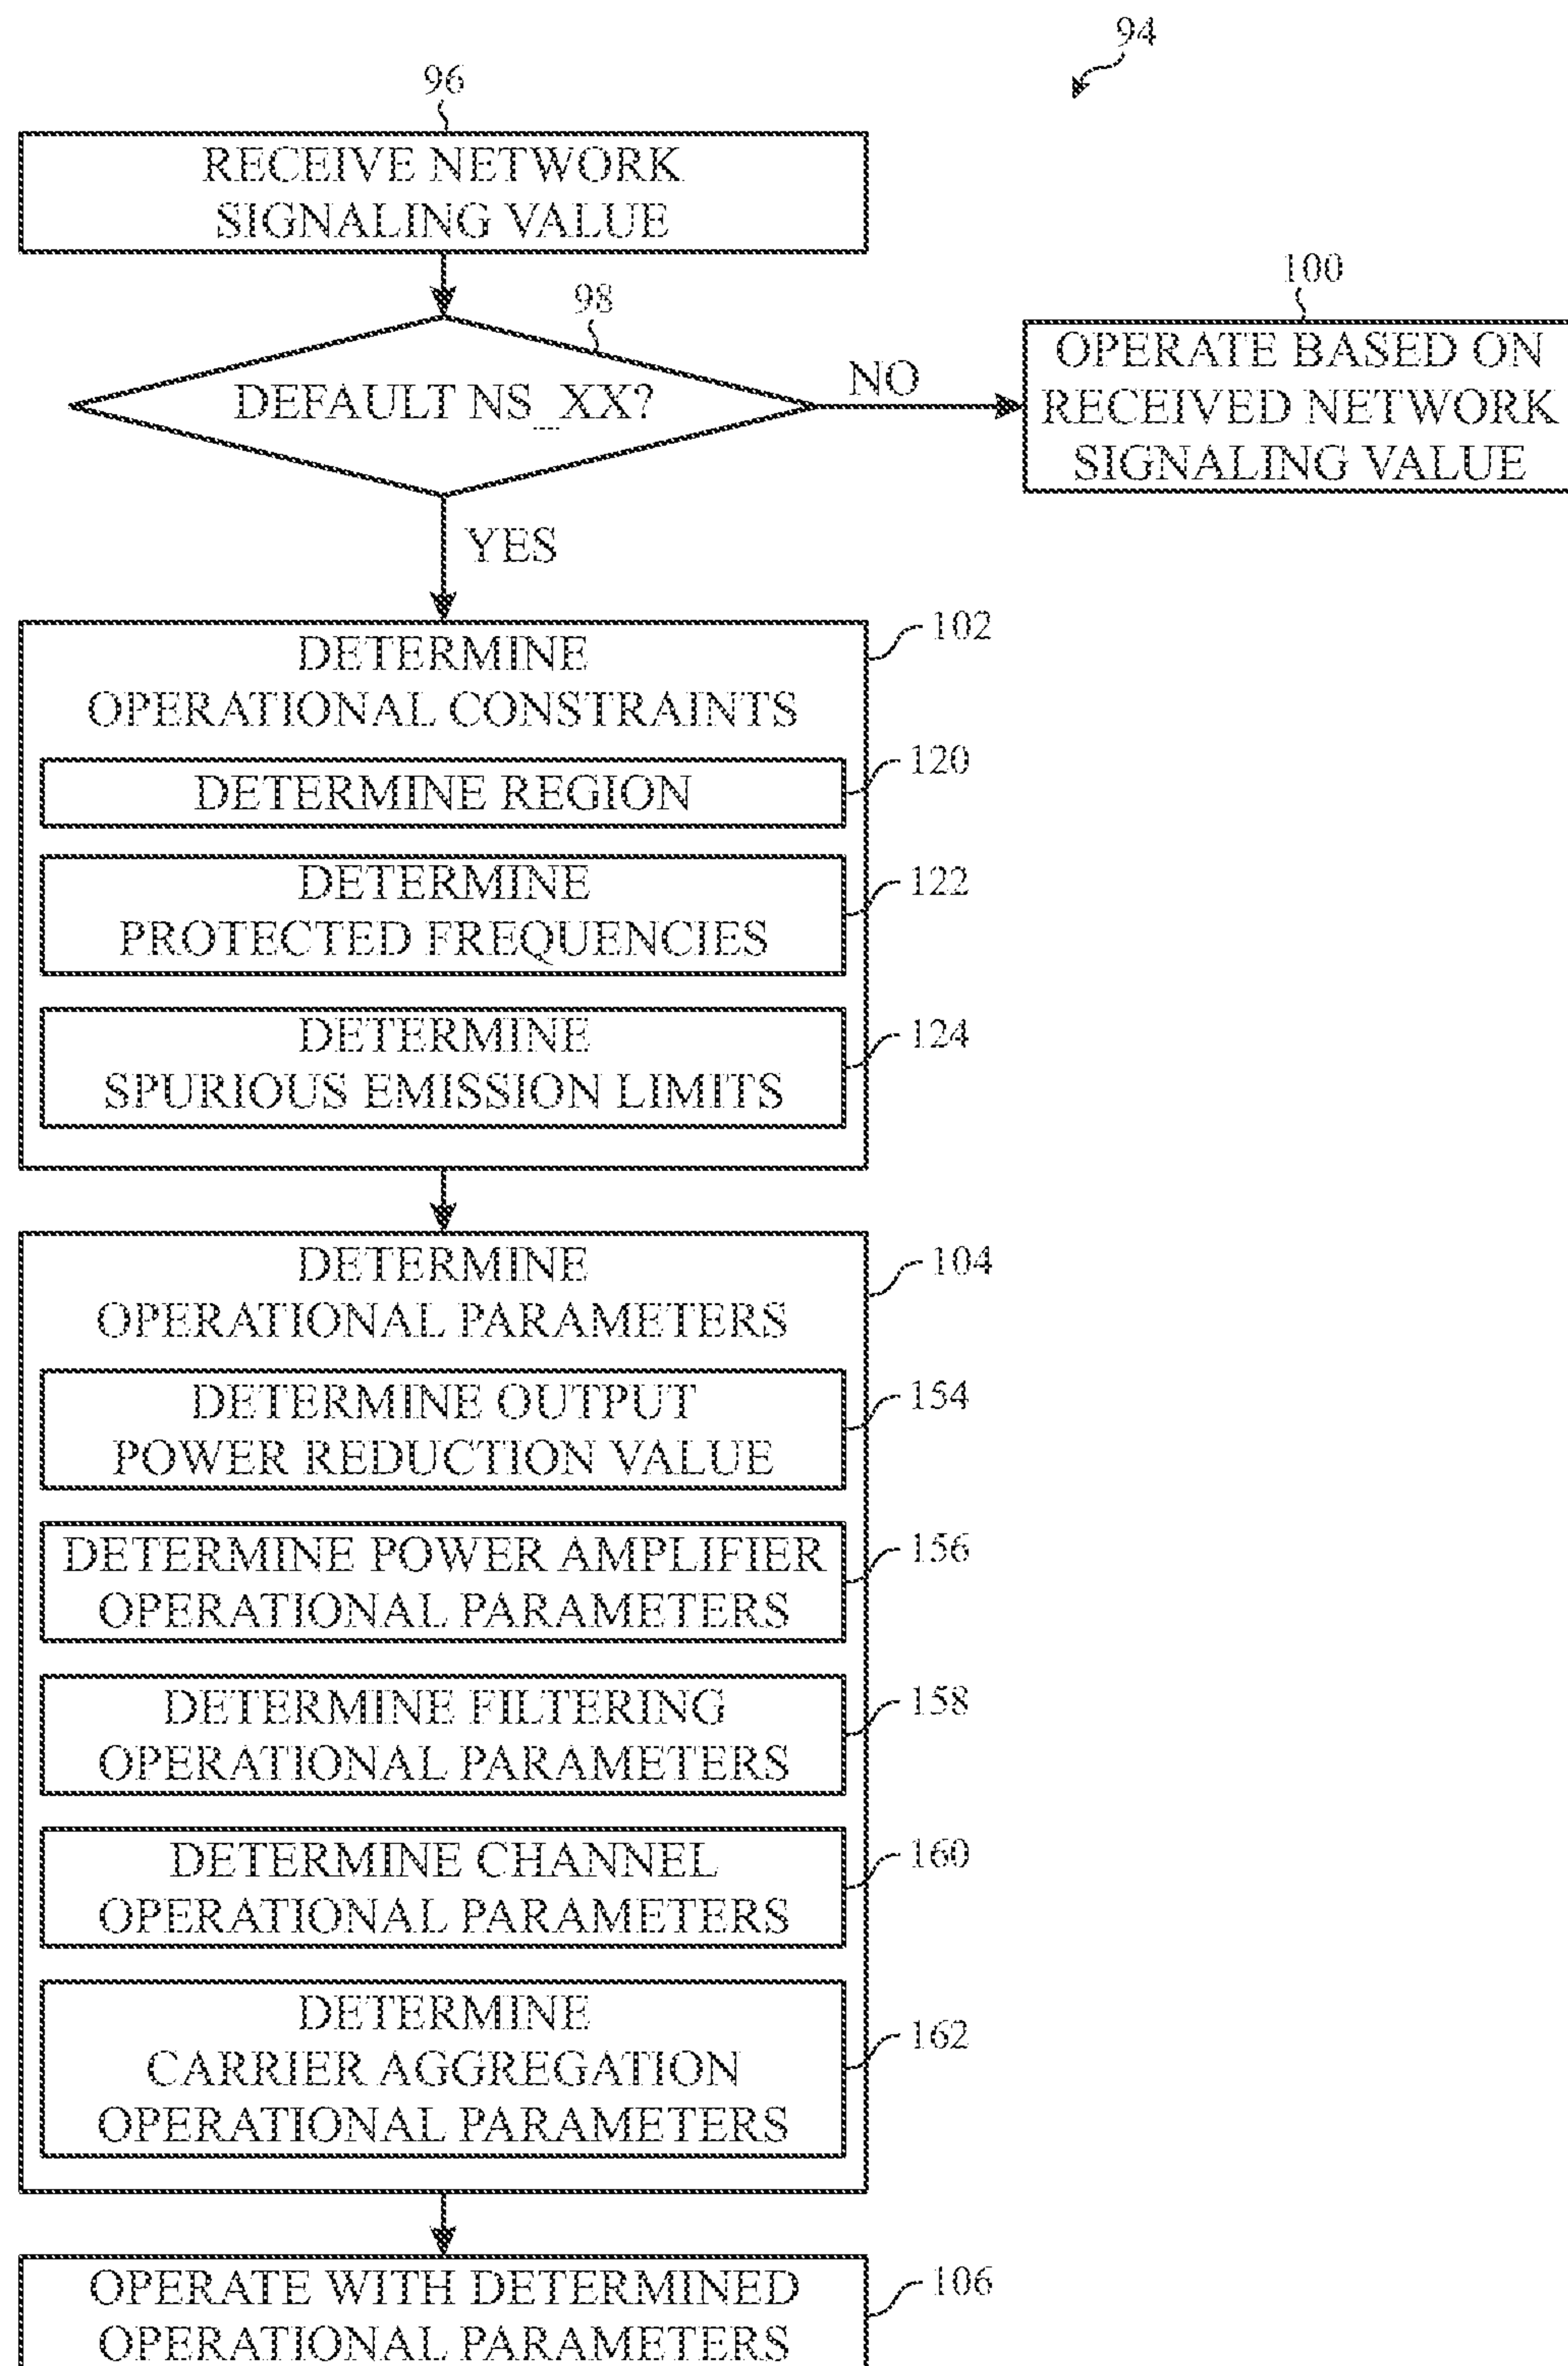 94
96
RECEIVE NETWORK
SIGNALING VALUE
98
DEFAULT NS_XX?
NO
100
OPERATE BASED ON
RECEIVED NETWORK
SIGNALING VALUE
YES
102
DETERMINE
OPERATIONAL CONSTRAINTS
120
DETERMINE REGION
122
DETERMINE
PROTECTED FREQUENCIES
124
DETERMINE
SPURIOUS EMISSION LIMITS
104
DETERMINE
OPERATIONAL PARAMETERS
154
DETERMINE OUTPUT
POWER REDUCTION VALUE
156
DETERMINE POWER AMPLIFIER
OPERATIONAL PARAMETERS
158
DETERMINE FILTERING
OPERATIONAL PARAMETERS
160
DETERMINE CHANNEL
OPERATIONAL PARAMETERS
162
DETERMINE
CARRIER AGGREGATION
OPERATIONAL PARAMETERS
106
OPERATE WITH DETERMINED
OPERATIONAL PARAMETERS